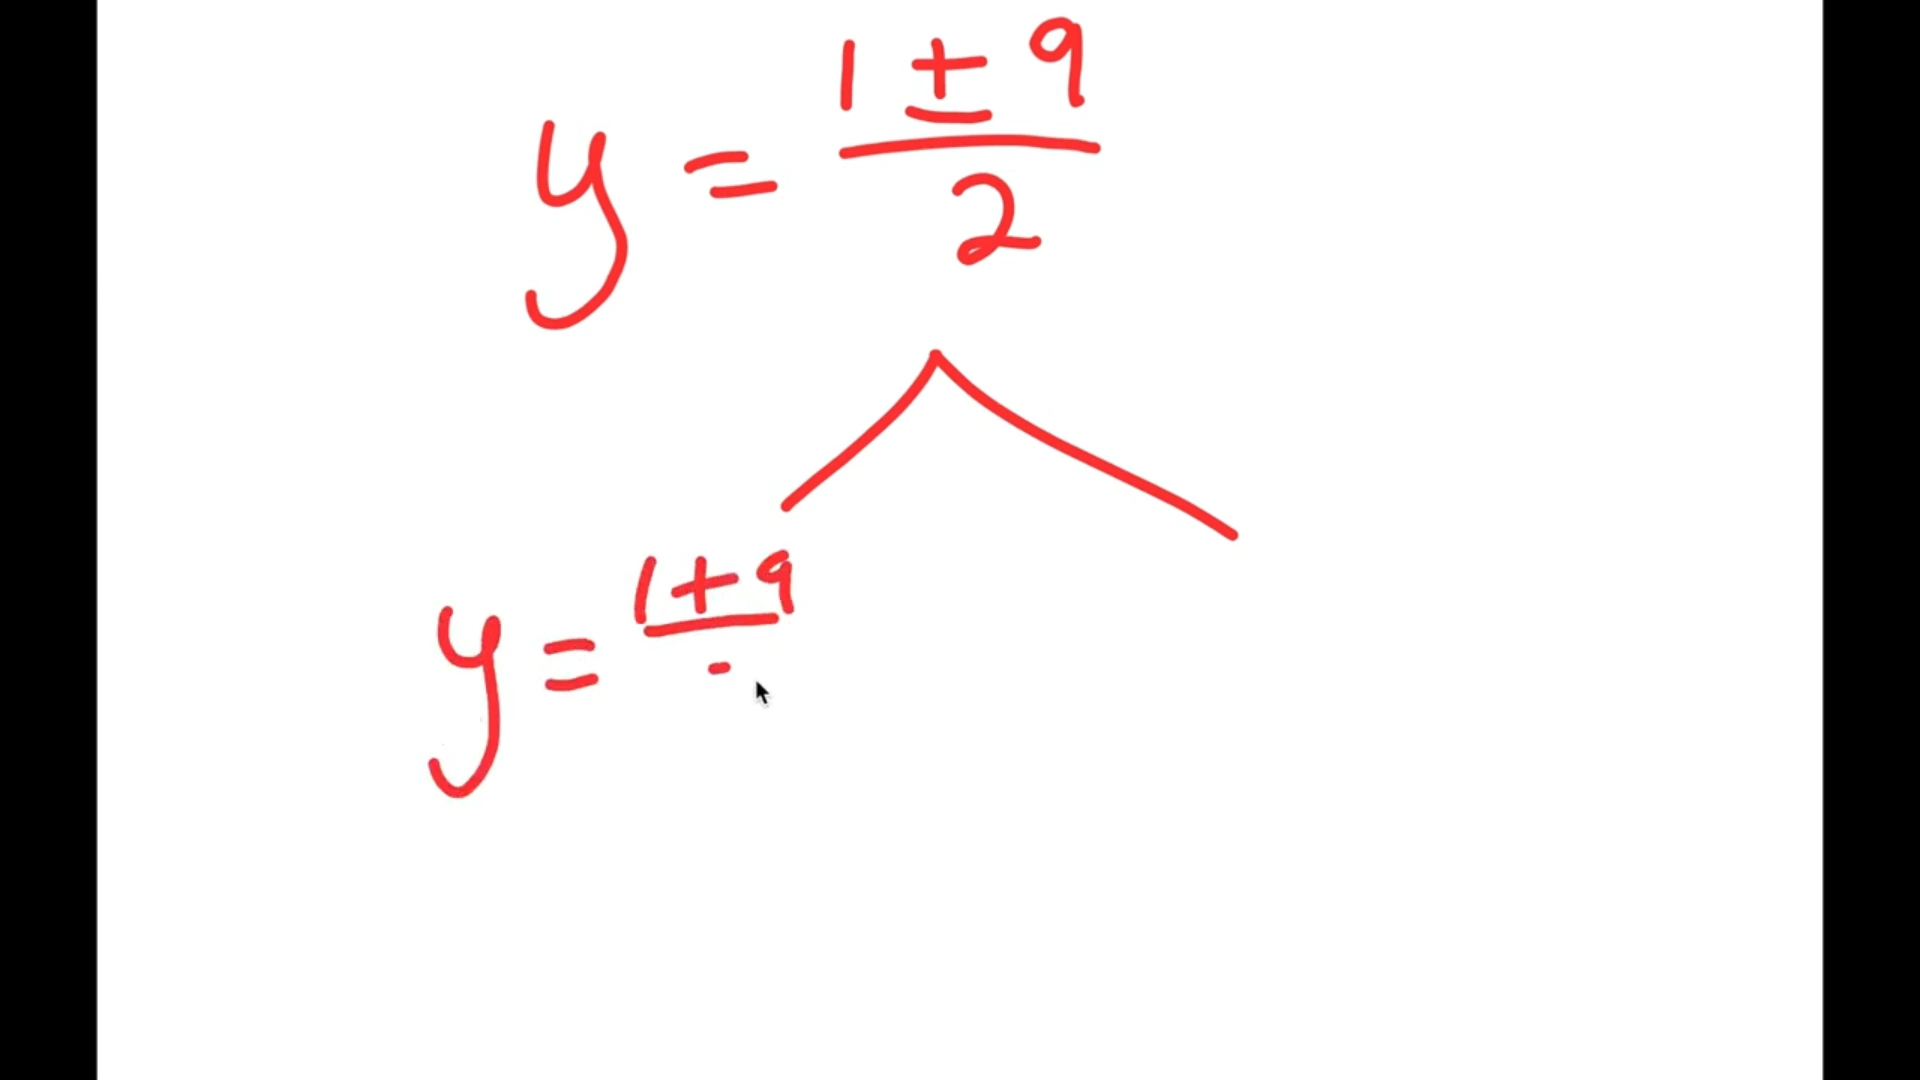 y = (1 ± 9)/2
y = (1 + 9)/-